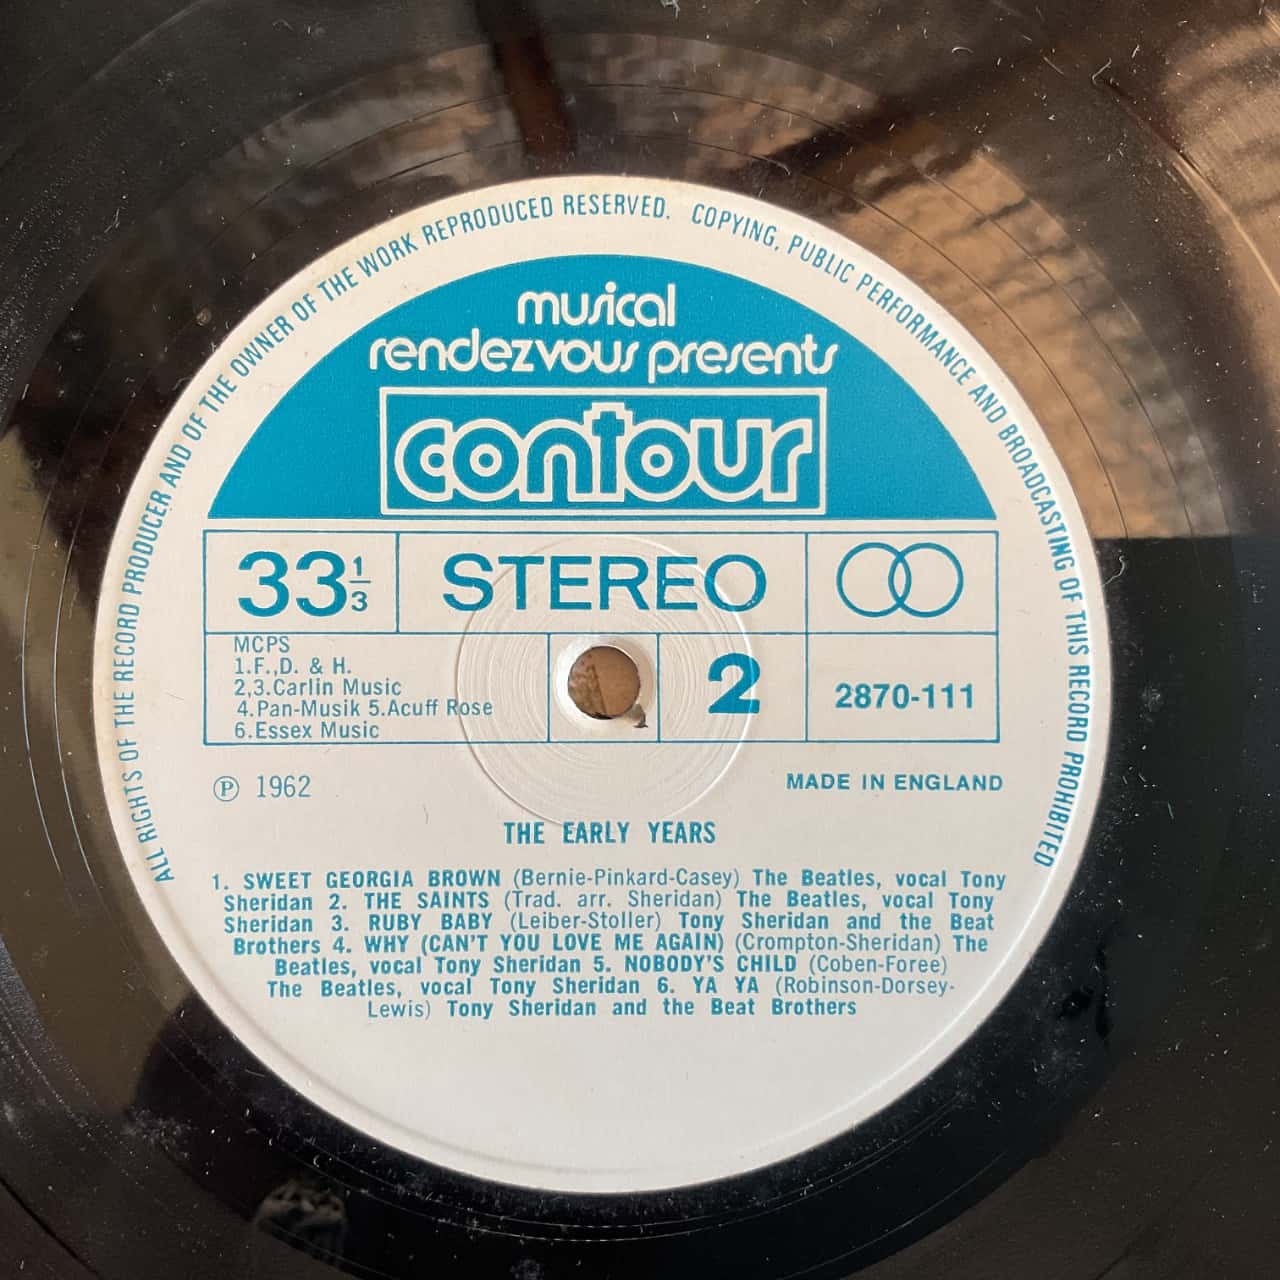 ALL RIGHTS OF THE RECORD PRODUCER AND OF THE OWNER OF THE WORK REPRODUCED RESERVED. COPYING, PUBLIC PERFORMANCE AND BROADCASTING OF THIS RECORD PROHIBITED
musical
rendezvous presents
contour
33 1/3 STEREO
MCPS
1.F.,D. & H.
2,3.Carlin Music
4.Pan-Musik 5.Acuff Rose
6.Essex Music
2
2870-111
℗ 1962
MADE IN ENGLAND
THE EARLY YEARS
1. SWEET GEORGIA BROWN (Bernie-Pinkard-Casey) The Beatles, vocal Tony
Sheridan 2. THE SAINTS (Trad. arr. Sheridan) The Beatles, vocal Tony
Sheridan 3. RUBY BABY (Leiber-Stoller) Tony Sheridan and the Beat
Brothers 4. WHY (CAN'T YOU LOVE ME AGAIN) (Crompton-Sheridan) The
Beatles, vocal Tony Sheridan 5. NOBODY'S CHILD (Coben-Foree)
The Beatles, vocal Tony Sheridan 6. YA YA (Robinson-Dorsey-
Lewis) Tony Sheridan and the Beat Brothers